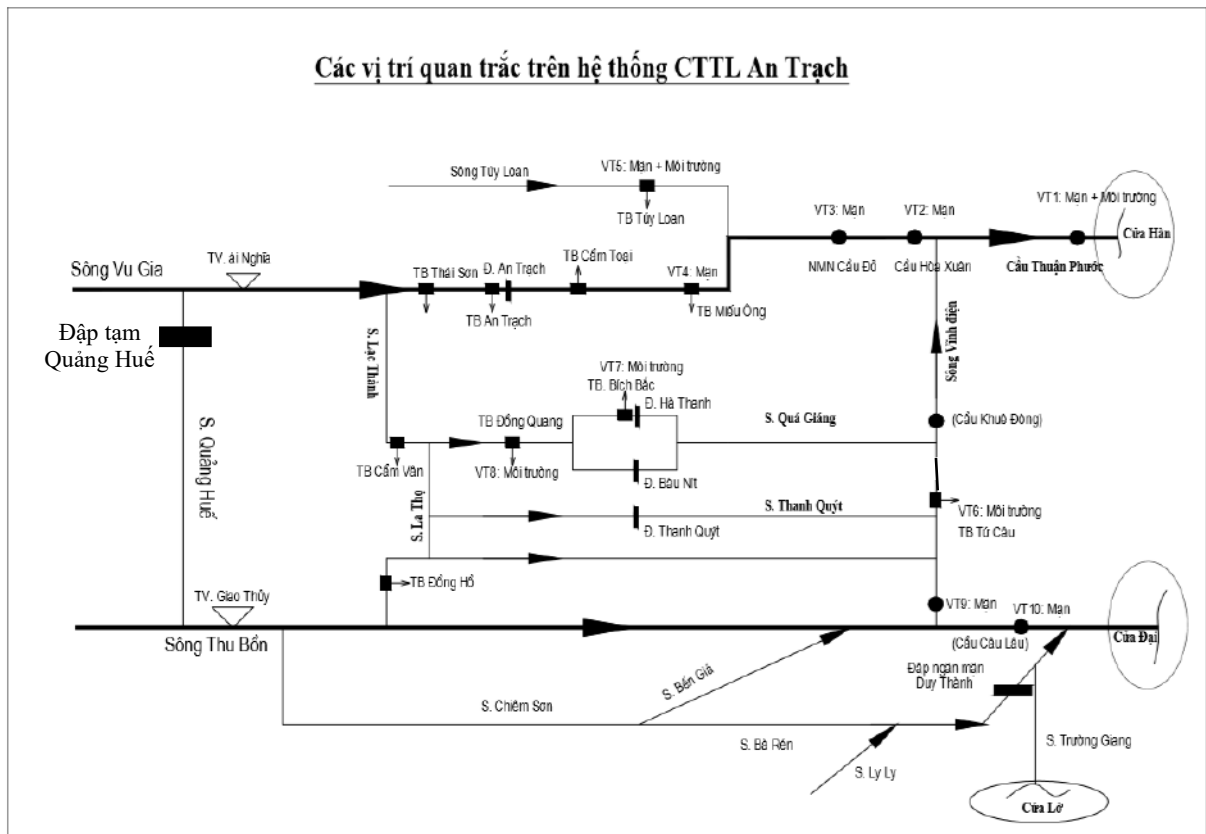 Các vị trí quan trắc trên hệ thống CTTL An Trạch
VT5: Mặn + Môi trường
Sông Túy Loan
TB Túy Loan
VT3: Mặn
VT2: Mặn
VT1: Mặn + Môi trường
Cửa Hàn
NMN Cầu Đỏ
Cầu Hòa Xuân
Cầu Thuận Phước
Sông Vu Gia
TV. ái Nghĩa
TB Thái Sơn
Đ. An Trạch
TB Cẩm Toại
VT4: Mặn
TB An Trạch
TB Miếu Ông
Đập tạm
Quảng Huế
S. Quảng Huế
S. Lạc Thành
Sông Vĩnh điện
VT7: Môi trường
TB. Bích Bắc
Đ. Hà Thanh
TB Đồng Quang
S. Quá Giáng
(Cầu Khuê Đông)
TB Cẩm Văn
VT8: Môi trường
Đ. Bàu Nít
S. La Thọ
S. Thanh Quýt
Đ. Thanh Quýt
VT6: Môi trường
TB Tứ Câu
TB Đồng Hồ
TV. Giao Thủy
VT9: Mặn
VT10: Mặn
Sông Thu Bồn
(Cầu Câu Lâu)
Cửa Đại
S. Bến Giá
Đập ngăn mặn
Duy Thành
S. Chiêm Sơn
S. Bà Rén
S. Trường Giang
S. Ly Ly
Cửa Lở